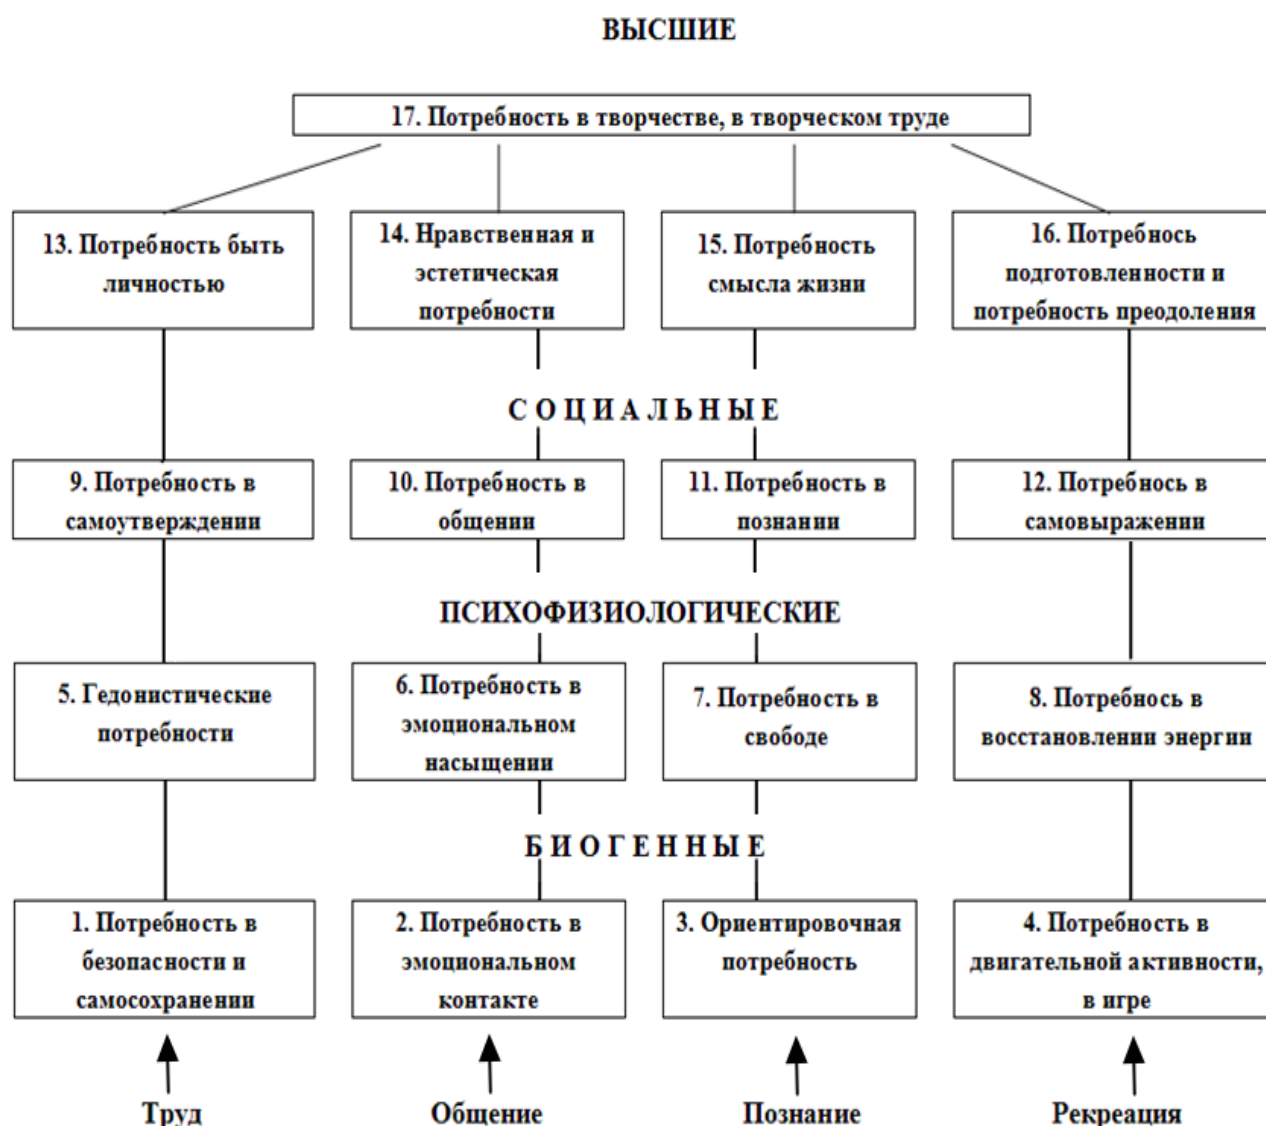 ВЫСШИЕ
17. Потребность в творчестве, в творческом труде
13. Потребность быть
личностью
14. Нравственная и
эстетическая
потребности
15. Потребность
смысла жизни
16. Потребнось
подготовленности и
потребность преодоления
СОЦИАЛЬНЫЕ
9. Потребность в
самоутверждении
10. Потребность в
общении
11. Потребность в
познании
12. Потребнось в
самовыражении
ПСИХОФИЗИОЛОГИЧЕСКИЕ
5. Гедонистические
потребности
6. Потребность в
эмоциональном
насыщении
7. Потребность в
свободе
8. Потребнось в
восстановлении энергии
БИОГЕННЫЕ
1. Потребность в
безопасности и
самосохранении
2. Потребность в
эмоциональном
контакте
3. Ориентировочная
потребность
4. Потребность в
двигательной активности,
в игре
Труд
Общение
Познание
Рекреация